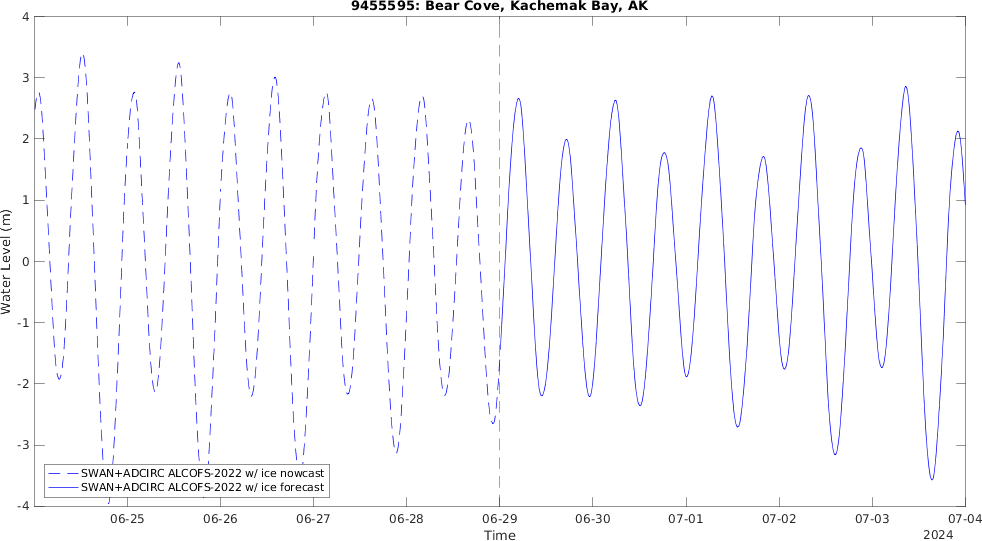 9455595: Bear Cove, Kachemak Bay, AK
4
3
2
1
0
-1
-2
-3
-4
Water Level (m)
SWAN+ADCIRC ALCOFS-2022 w/ ice nowcast
SWAN+ADCIRC ALCOFS-2022 w/ ice forecast
06-25 06-26 06-27 06-28 06-29 06-30 07-01 07-02 07-03 07-04
Time
2024